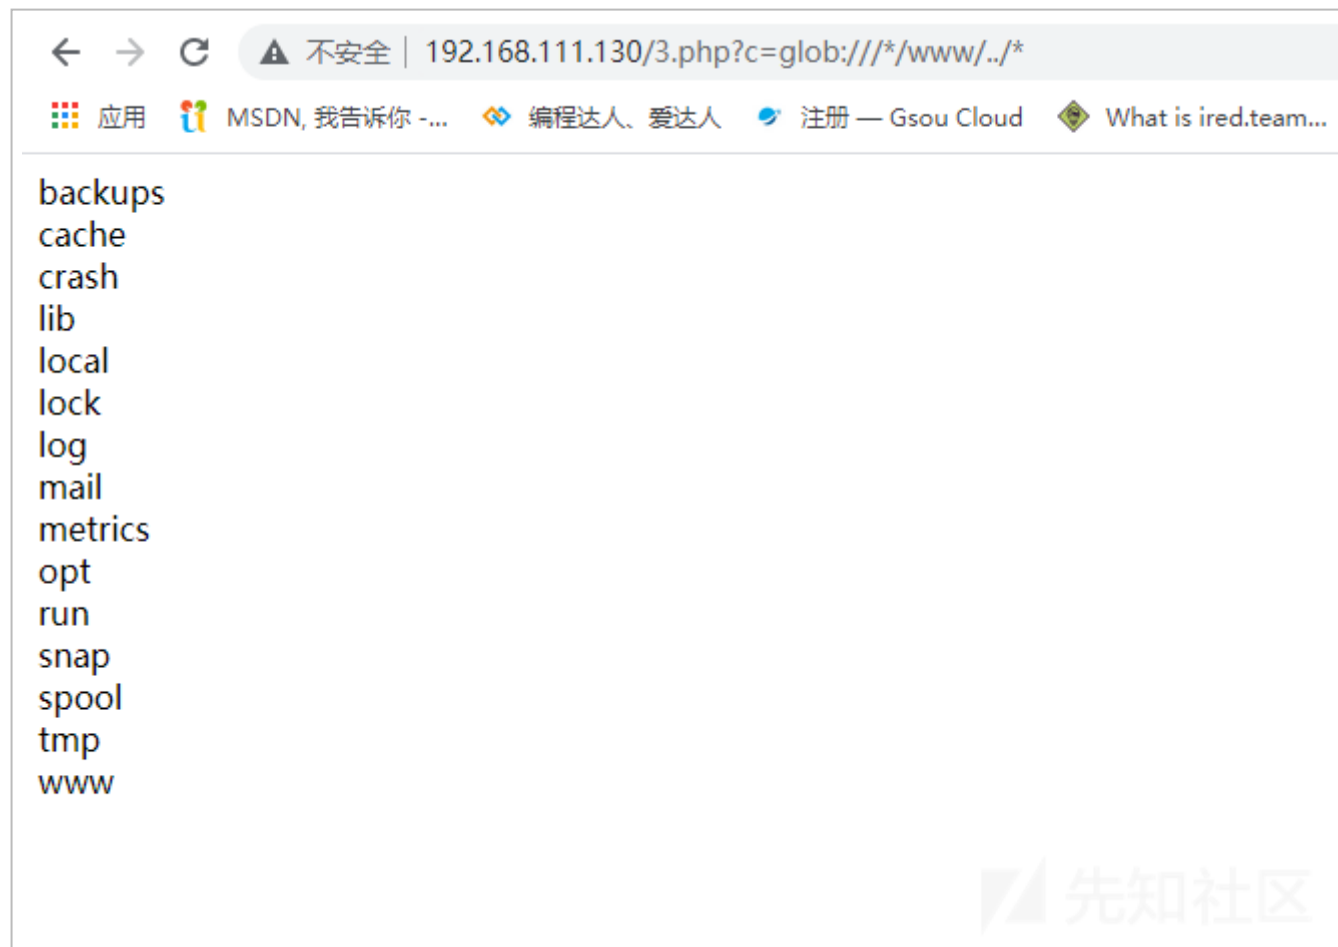 不安全 | 192.168.111.130/3.php?c=glob:///*/www/../*
应用 MSDN, 我告诉你 -... 编程达人、爱达人 注册 — Gsou Cloud What is ired.team...
backups
cache
crash
lib
local
lock
log
mail
metrics
opt
run
snap
spool
tmp
www
先知社区